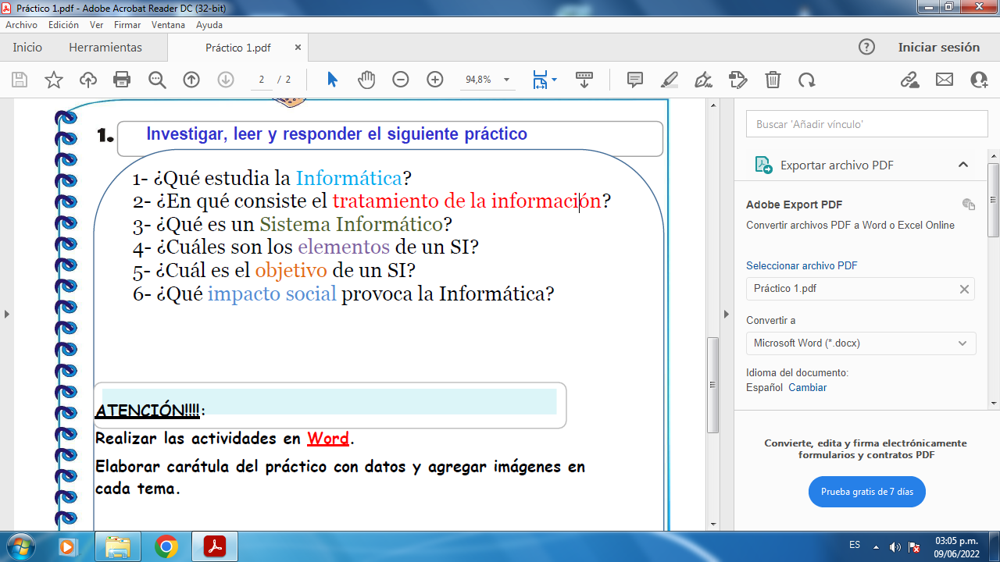 Práctico 1.pdf - Adobe Acrobat Reader DC (32-bit)
Archivo Edición Ver Firmar Ventana Ayuda
Inicio Herramientas Práctico 1.pdf × ? Iniciar sesión
2 / 2 94,8%
1. Investigar, leer y responder el siguiente práctico
1- ¿Qué estudia la Informática?
2- ¿En qué consiste el tratamiento de la información?
3- ¿Qué es un Sistema Informático?
4- ¿Cuáles son los elementos de un SI?
5- ¿Cuál es el objetivo de un SI?
6- ¿Qué impacto social provoca la Informática?
ATENCIÓN!!!!:
Realizar las actividades en Word.
Elaborar carátula del práctico con datos y agregar imágenes en
cada tema.
Buscar 'Añadir vínculo'
Exportar archivo PDF
Adobe Export PDF
Convertir archivos PDF a Word o Excel Online
Seleccionar archivo PDF
Práctico 1.pdf
Convertir a
Microsoft Word (*.docx)
Idioma del documento:
Español Cambiar
Convierte, edita y firma electrónicamente
formularios y contratos PDF
Prueba gratis de 7 días
ES 03:05 p.m.
09/06/2022